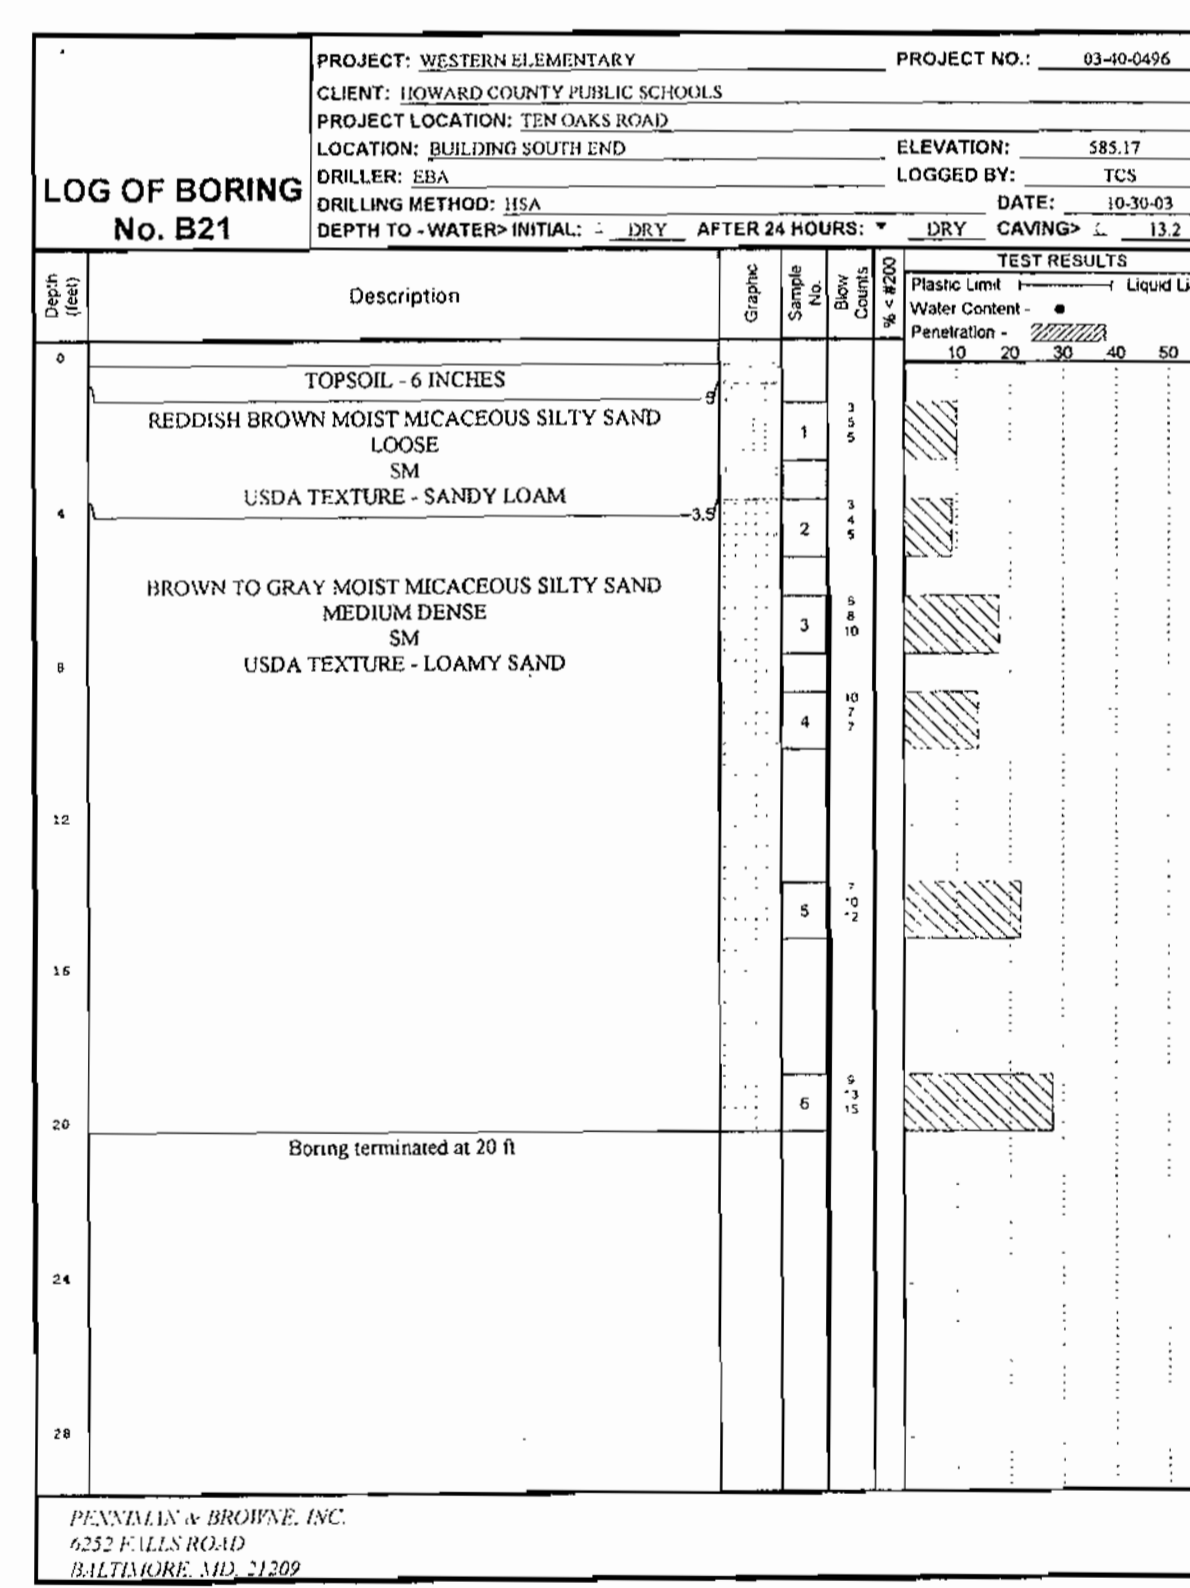 LOG OF BORING
No. B21
PROJECT: WESTERN ELEMENTARY PROJECT NO.: 03-40-0496
CLIENT: HOWARD COUNTY PUBLIC SCHOOLS
PROJECT LOCATION: TEN OAKS ROAD
LOCATION: BUILDING SOUTH END ELEVATION: 585.17
DRILLER: EBA LOGGED BY: TCS
DRILLING METHOD: HSA DATE: 10-30-03
DEPTH TO - WATER> INITIAL: DRY AFTER 24 HOURS: DRY CAVING> 13.2
Depth (feet) Description Graphic Sample No. Blow Counts % < #200 TEST RESULTS
Plastic Limit Liquid Li
Water Content -
Penetration -
10 20 30 40 50
0
TOPSOIL - 6 INCHES
REDDISH BROWN MOIST MICACEOUS SILTY SAND
LOOSE
SM
USDA TEXTURE - SANDY LOAM
1
3
5
5
4
3.5
2
3
4
5
BROWN TO GRAY MOIST MICACEOUS SILTY SAND
MEDIUM DENSE
SM
USDA TEXTURE - LOAMY SAND
3
8
10
8
4
10
7
7
12
5
7
16
6
15
20
Boring terminated at 20 ft
24
28
PENNIMAN & BROWNE, INC.
6252 FALLS ROAD
BALTIMORE, MD. 21209